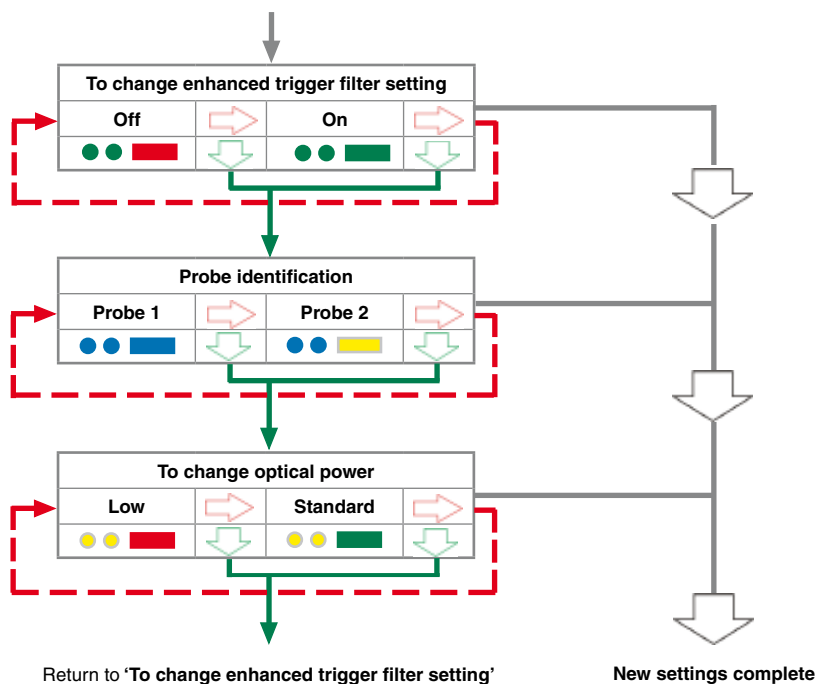 To change enhanced trigger filter setting
Off On
Probe identification
Probe 1 Probe 2
To change optical power
Low Standard
Return to ‘To change enhanced trigger filter setting’
New settings complete